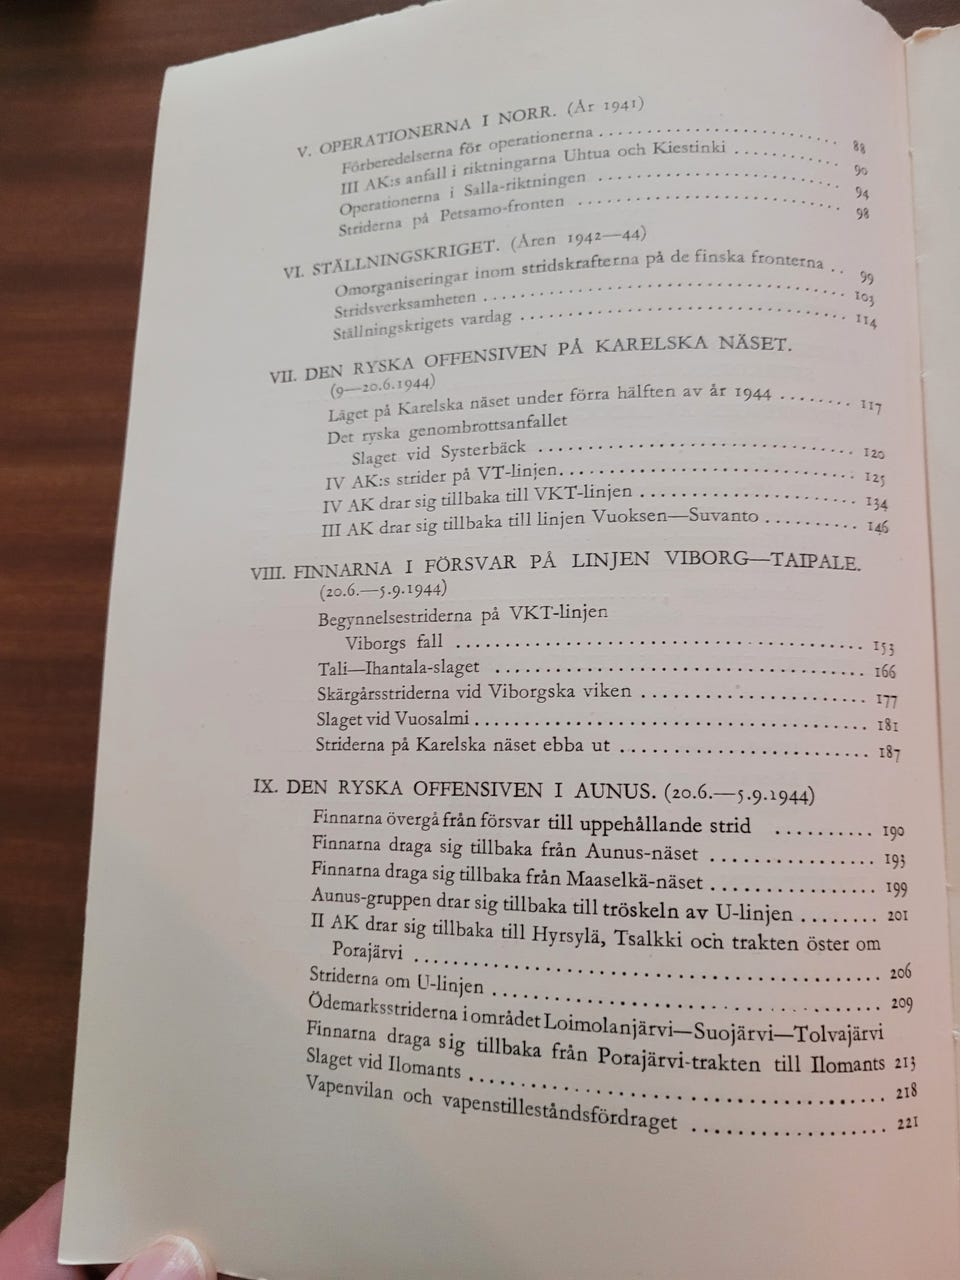 V. OPERATIONERNA I NORR. (År 1941)
Förberedelserna för operationerna .............................. 88
III AK:s anfall i riktningarna Uhtua och Kiestinki ............ 90
Operationerna i Salla-riktningen .............................. 94
Striderna på Petsamo-fronten .............................. 98
VI. STÄLLNINGSKRIGET. (Åren 1942—44)
Omorganiseringar inom stridskrafterna på de finska fronterna .. 99
Stridsverksamheten .............................. 103
Ställningskrigets vardag .............................. 114
VII. DEN RYSKA OFFENSIVEN PÅ KARELSKA NÄSET.
(9—20.6.1944)
Läget på Karelska näset under förra hälften av år 1944 ........ 117
Det ryska genombrottsanfallet
Slaget vid Systerbäck .............................. 120
IV AK:s strider på VT-linjen .............................. 125
IV AK drar sig tillbaka till VKT-linjen .................... 134
III AK drar sig tillbaka till linjen Vuoksen—Suvanto .......... 146
VIII. FINNARNA I FÖRSVAR PÅ LINJEN VIBORG—TAIPALE.
(20.6.—5.9.1944)
Begynnelsestriderna på VKT-linjen
Viborgs fall .............................. 153
Tali—Ihantala-slaget .............................. 166
Skärgårsstriderna vid Viborgska viken .................... 177
Slaget vid Vuosalmi .............................. 181
Striderna på Karelska näset ebba ut .................... 187
IX. DEN RYSKA OFFENSIVEN I AUNUS. (20.6.—5.9.1944)
Finnarna övergå från försvar till uppehållande strid .......... 190
Finnarna draga sig tillbaka från Aunus-näset .............. 193
Finnarna draga sig tillbaka från Maaselkä-näset .............. 199
Aunus-gruppen drar sig tillbaka till tröskeln av U-linjen ........ 201
II AK drar sig tillbaka till Hyrsylä, Tsalkki och trakten öster om
Porajärvi .............................. 206
Striderna om U-linjen .............................. 209
Ödemarksstriderna i området Loimolanjärvi—Suojärvi—Tolvajärvi
Finnarna draga sig tillbaka från Porajärvi-trakten till Ilomants 213
Slaget vid Ilomants .............................. 218
Vapenvilan och vapenstilleståndsfördraget .................. 221